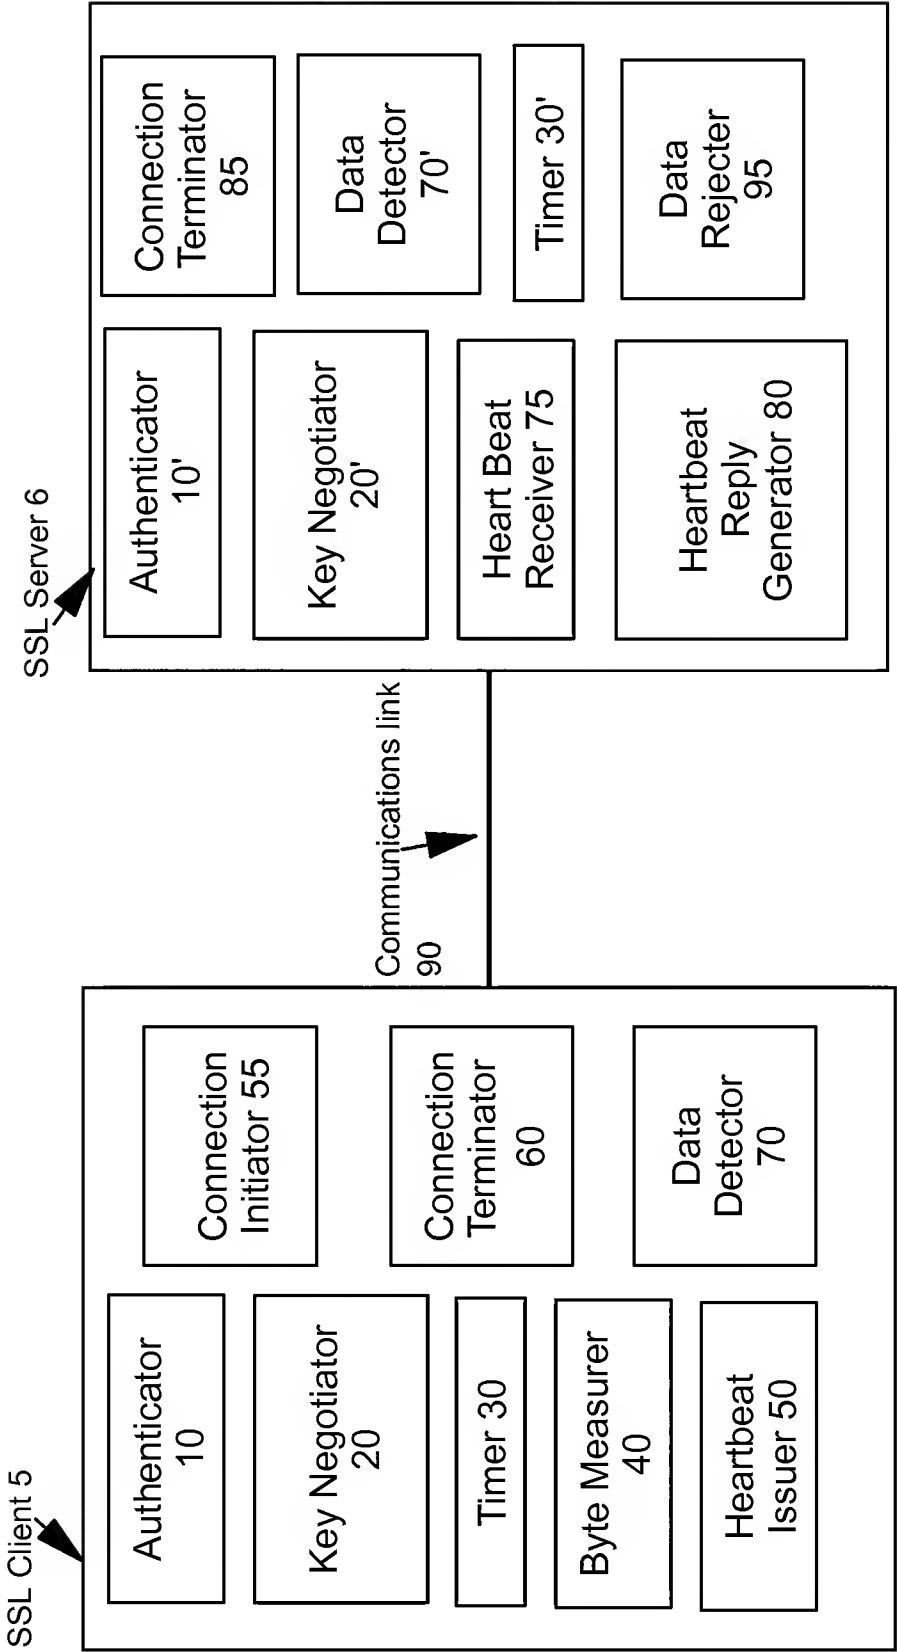 SSL Client 5
Authenticator
10
Key Negotiator
20
Timer 30
Byte Measurer
40
Heartbeat
Issuer 50
Connection
Initiator 55
Connection
Terminator
60
Data
Detector
70
Communications link
90
SSL Server 6
Authenticator
10'
Key Negotiator
20'
Heart Beat
Receiver 75
Heartbeat
Reply
Generator 80
Connection
Terminator
85
Data
Detector
70'
Timer 30'
Data
Rejecter
95